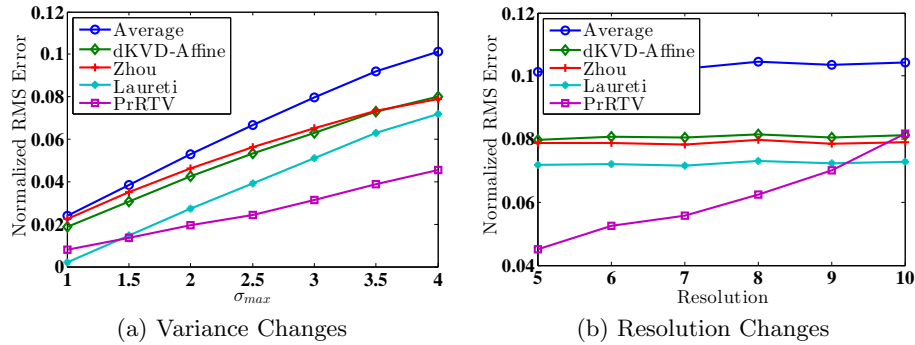 0.12
0.1
0.08
0.06
0.04
0.02
0
Normalized RMS Error
Average
dKVD-Affine
Zhou
Laureti
PrRTV
1 1.5 2 2.5 3 3.5 4
σmax
(a) Variance Changes
0.12
0.1
0.08
0.06
0.04
Normalized RMS Error
Average
dKVD-Affine
Zhou
Laureti
PrRTV
5 6 7 8 9 10
Resolution
(b) Resolution Changes